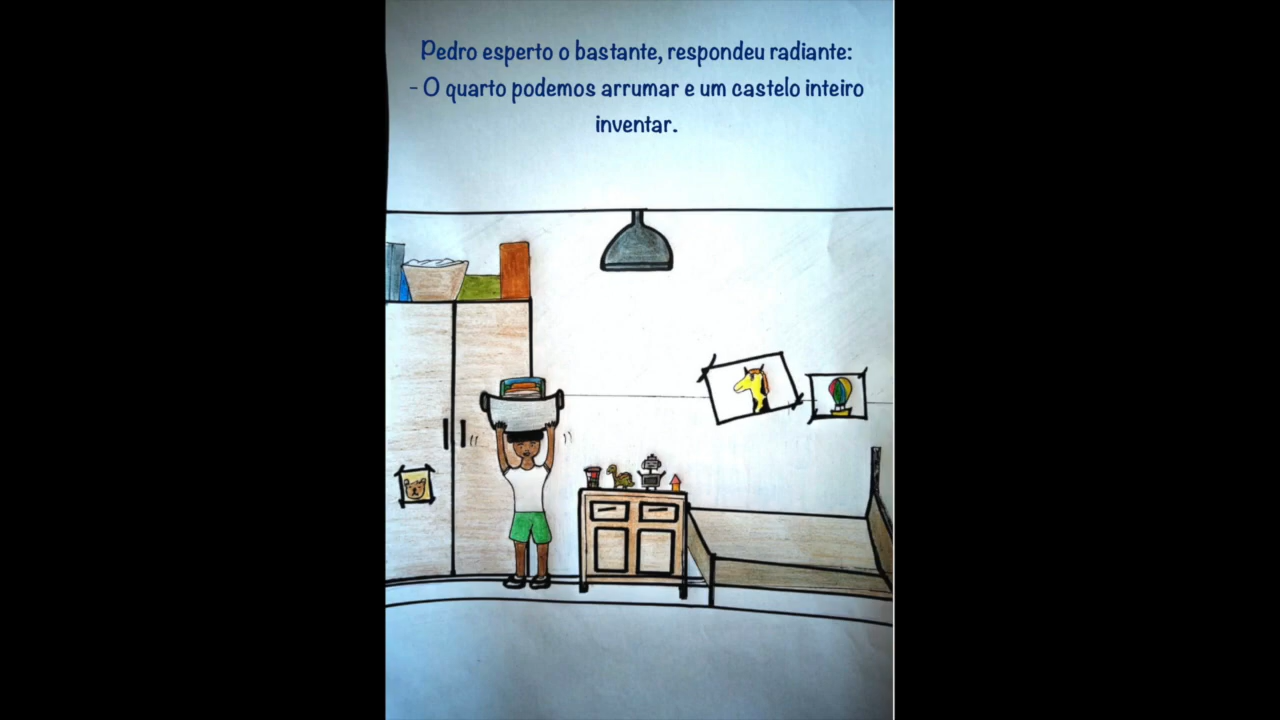 Pedro esperto o bastante, respondeu radiante:
- O quarto podemos arrumar e um castelo inteiro
inventar.